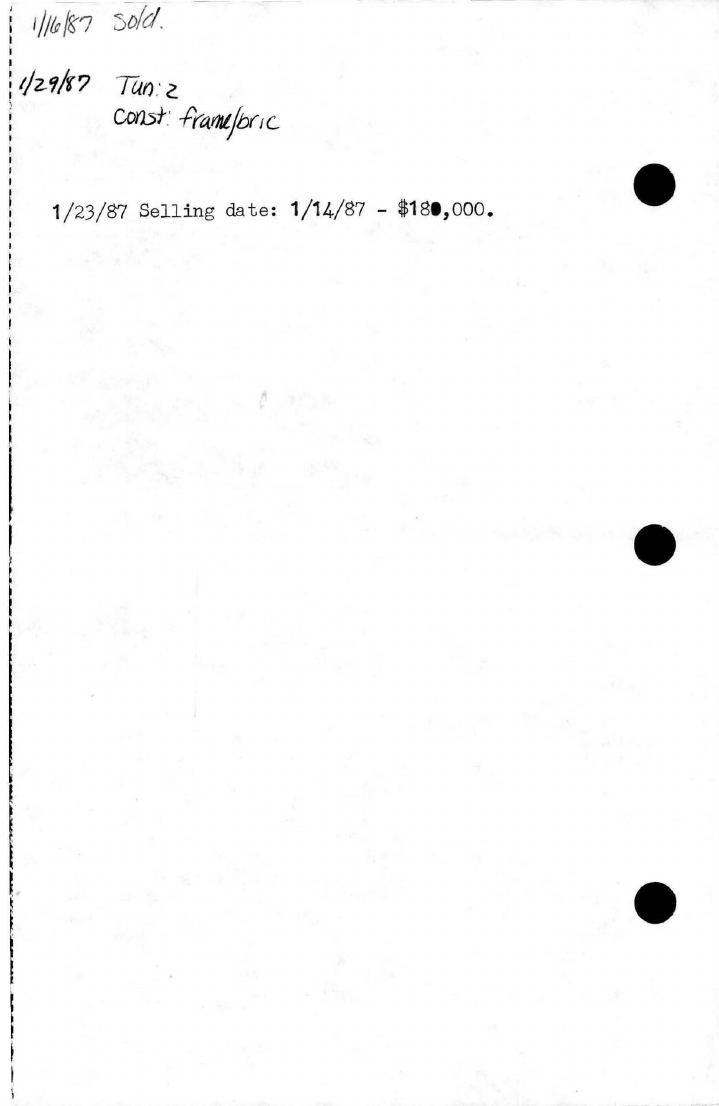 1/16/87 Sold.
1/29/87 Tun: 2
Const: frame/bric
1/23/87 Selling date: 1/14/87 - $180,000.